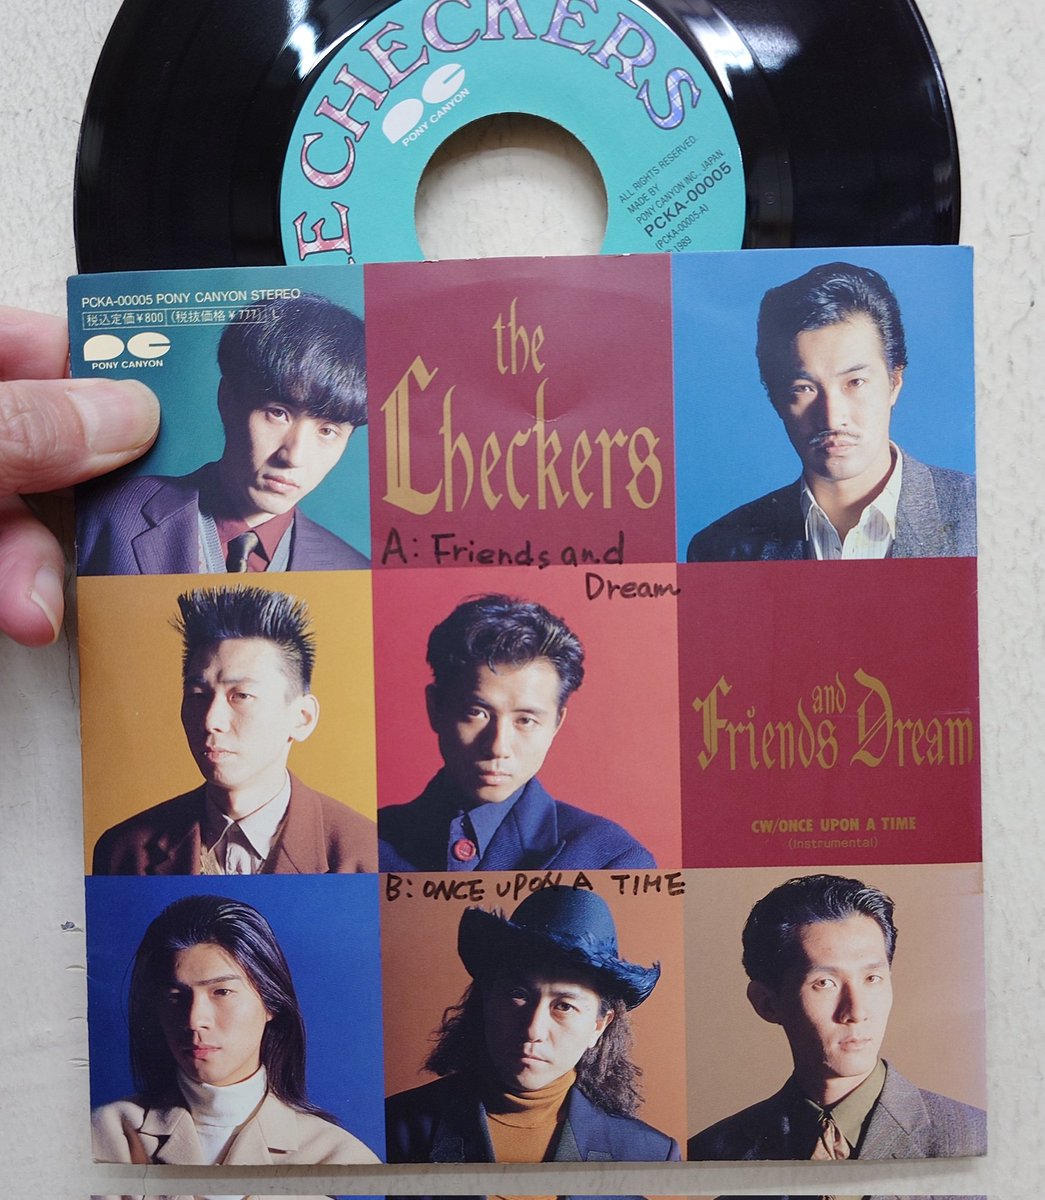 THE CHECKERS
PONY CANYON
ALL RIGHTS RESERVED.
MADE BY
PONY CANYON INC. JAPAN.
PCKA-00005
(PCKA-00005-A)
1989
PCKA-00005 PONY CANYON STEREO
税込定価¥800 (税抜価格¥777) L
PONY CANYON
the
Checkers
A: Friends and
Dream
and
Friends Dream
CW/ONCE UPON A TIME
(Instrumental)
B: ONCE UPON A TIME